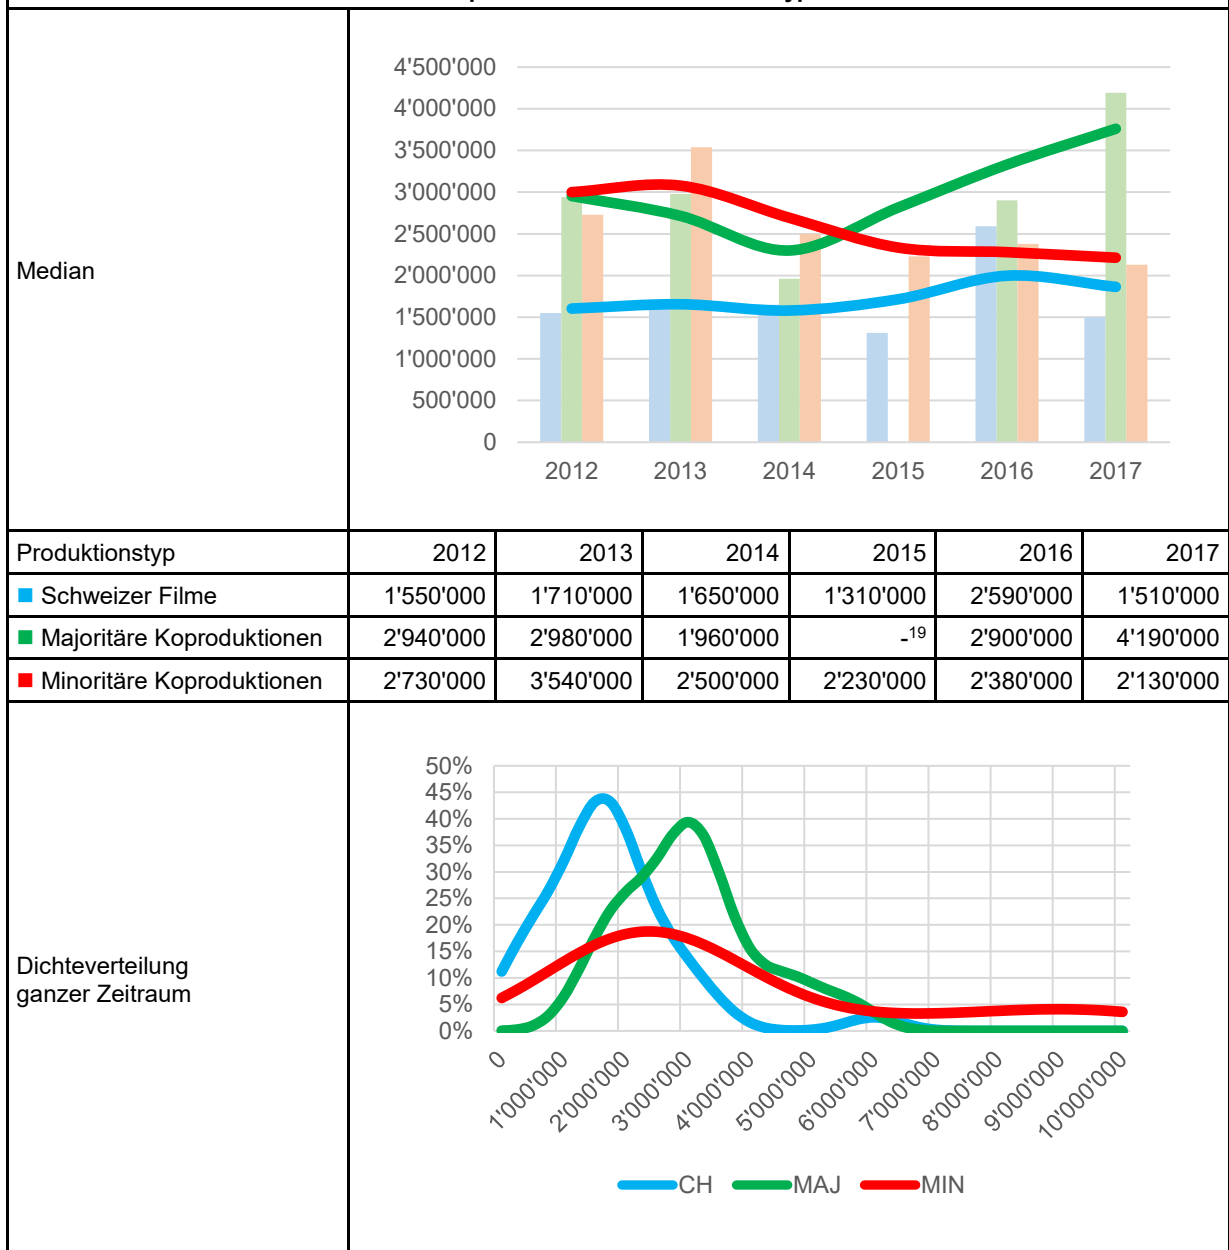 Median
4'500'000
4'000'000
3'500'000
3'000'000
2'500'000
2'000'000
1'500'000
1'000'000
500'000
0
2012 2013 2014 2015 2016 2017
Produktionstyp 2012 2013 2014 2015 2016 2017
Schweizer Filme 1'550'000 1'710'000 1'650'000 1'310'000 2'590'000 1'510'000
Majoritäre Koproduktionen 2'940'000 2'980'000 1'960'000 -19 2'900'000 4'190'000
Minoritäre Koproduktionen 2'730'000 3'540'000 2'500'000 2'230'000 2'380'000 2'130'000
Dichteverteilung
ganzer Zeitraum
50%
45%
40%
35%
30%
25%
20%
15%
10%
5%
0%
0 1'000'000 2'000'000 3'000'000 4'000'000 5'000'000 6'000'000 7'000'000 8'000'000 9'000'000 10'000'000
CH MAJ MIN